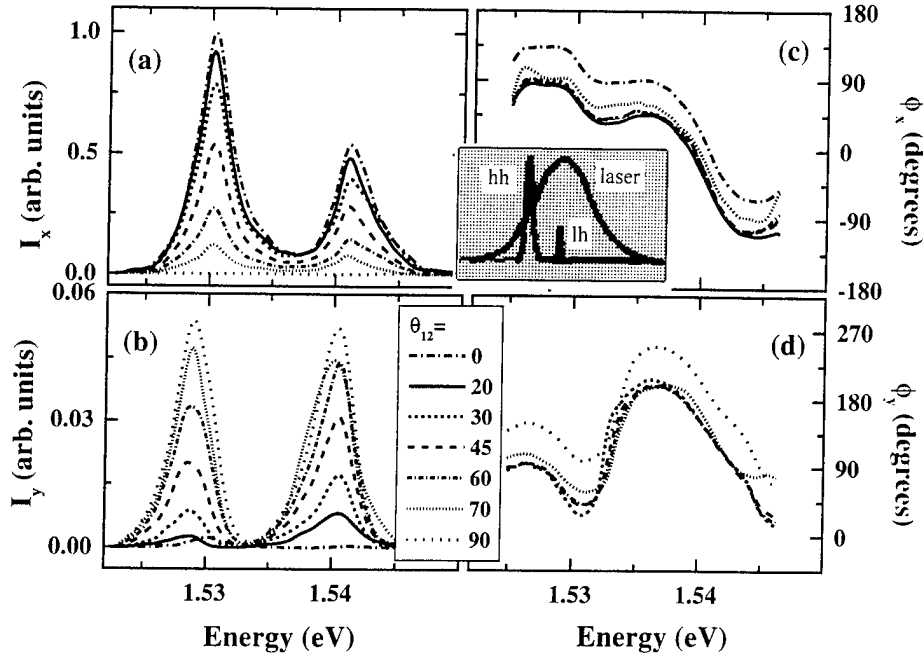 (a)
I_x (arb. units)
1.0
0.5
0.0
(b)
I_y (arb. units)
0.06
0.03
0.00
1.53
1.54
Energy (eV)
θ₁₂=
0
20
30
45
60
70
90
(c)
180
90
0
-90
-180
ϕ_x (degrees)
hh
laser
lh
(d)
270
180
90
0
ϕ_y (degrees)
1.53
1.54
Energy (eV)